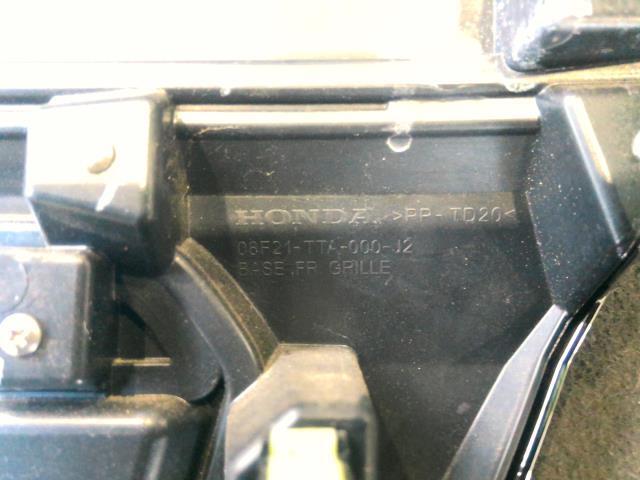 HONDA >PP-TD20<
08F21-TTA-000-J2
BASE,FR GRILLE